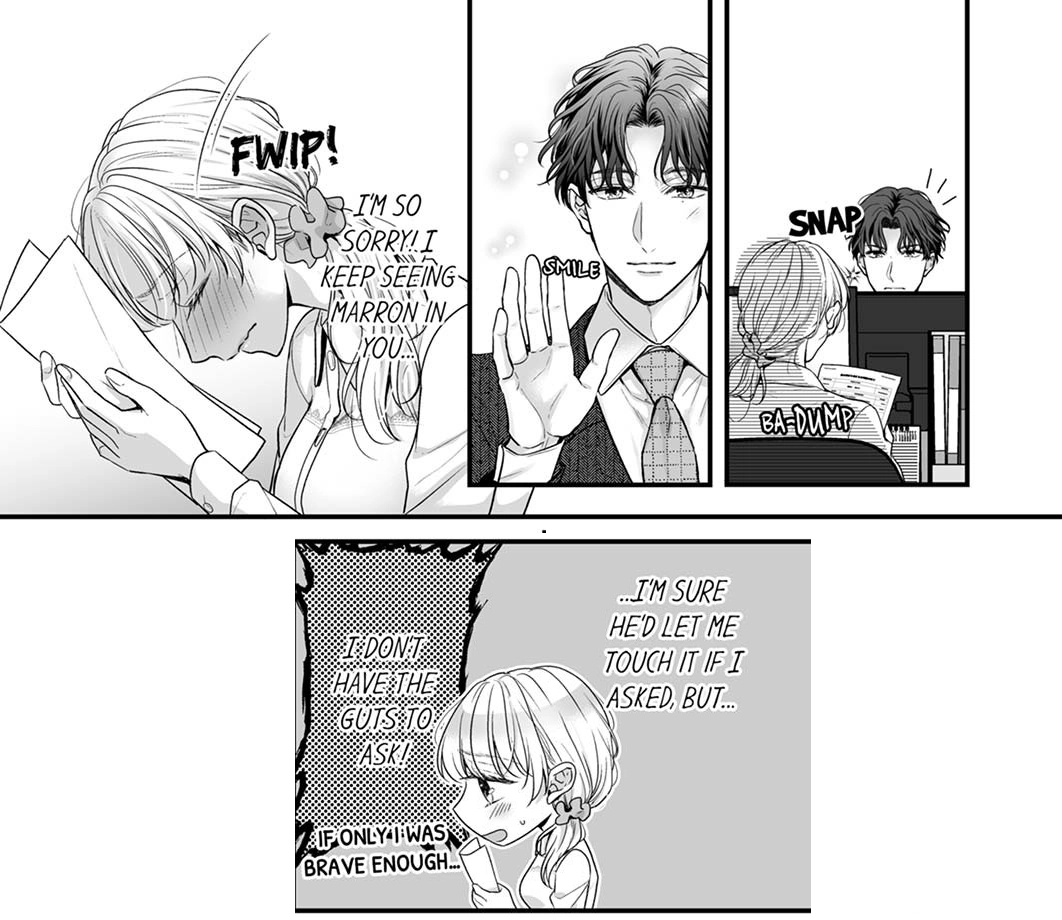 SNAP
BA-DUMP
SMILE
FWIP!
I'M SO
SORRY! I
KEEP SEEING
MARRON IN
YOU...
...I'M SURE
HE'D LET ME
TOUCH IT IF I
ASKED, BUT...
I DON'T
HAVE THE
GUTS TO
ASK!
IF ONLY I WAS
BRAVE ENOUGH...